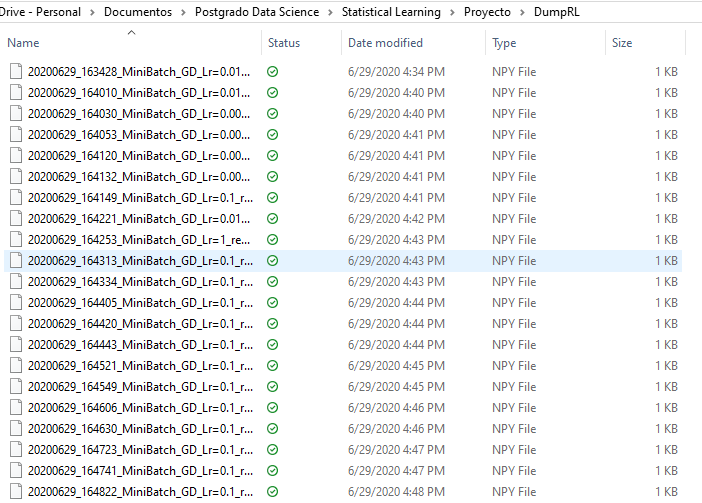 Drive - Personal > Documentos > Postgrado Data Science > Statistical Learning > Proyecto > DumpRL
Name Status Date modified Type Size
20200629_163428_MiniBatch_GD_Lr=0.01... 6/29/2020 4:34 PM NPY File 1 KB
20200629_164010_MiniBatch_GD_Lr=0.01... 6/29/2020 4:40 PM NPY File 1 KB
20200629_164030_MiniBatch_GD_Lr=0.00... 6/29/2020 4:40 PM NPY File 1 KB
20200629_164053_MiniBatch_GD_Lr=0.00... 6/29/2020 4:41 PM NPY File 1 KB
20200629_164120_MiniBatch_GD_Lr=0.00... 6/29/2020 4:41 PM NPY File 1 KB
20200629_164132_MiniBatch_GD_Lr=0.00... 6/29/2020 4:41 PM NPY File 1 KB
20200629_164149_MiniBatch_GD_Lr=0.1_r... 6/29/2020 4:41 PM NPY File 1 KB
20200629_164221_MiniBatch_GD_Lr=0.01... 6/29/2020 4:42 PM NPY File 1 KB
20200629_164253_MiniBatch_GD_Lr=1_re... 6/29/2020 4:43 PM NPY File 1 KB
20200629_164313_MiniBatch_GD_Lr=0.1_r... 6/29/2020 4:43 PM NPY File 1 KB
20200629_164334_MiniBatch_GD_Lr=0.1_r... 6/29/2020 4:43 PM NPY File 1 KB
20200629_164405_MiniBatch_GD_Lr=0.1_r... 6/29/2020 4:44 PM NPY File 1 KB
20200629_164420_MiniBatch_GD_Lr=0.1_r... 6/29/2020 4:44 PM NPY File 1 KB
20200629_164443_MiniBatch_GD_Lr=0.1_r... 6/29/2020 4:44 PM NPY File 1 KB
20200629_164521_MiniBatch_GD_Lr=0.1_r... 6/29/2020 4:45 PM NPY File 1 KB
20200629_164549_MiniBatch_GD_Lr=0.1_r... 6/29/2020 4:45 PM NPY File 1 KB
20200629_164606_MiniBatch_GD_Lr=0.1_r... 6/29/2020 4:46 PM NPY File 1 KB
20200629_164630_MiniBatch_GD_Lr=0.1_r... 6/29/2020 4:46 PM NPY File 1 KB
20200629_164723_MiniBatch_GD_Lr=0.1_r... 6/29/2020 4:47 PM NPY File 1 KB
20200629_164741_MiniBatch_GD_Lr=0.1_r... 6/29/2020 4:47 PM NPY File 1 KB
20200629_164822_MiniBatch_GD_Lr=0.1_r... 6/29/2020 4:48 PM NPY File 1 KB